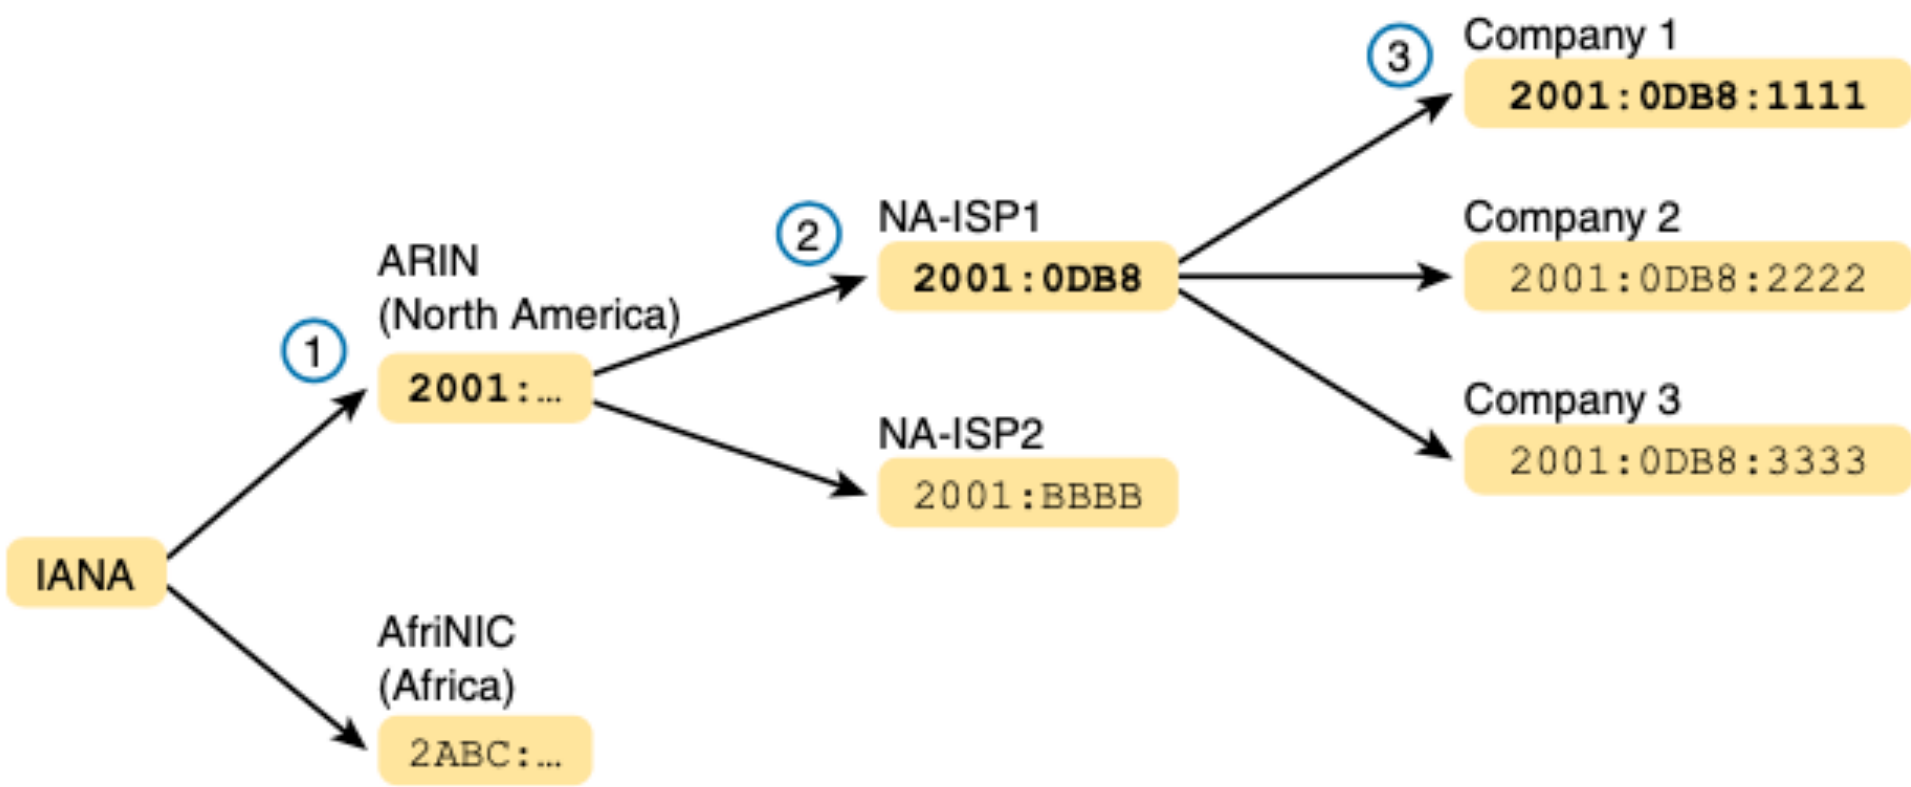 Company 1
3
2001:0DB8:1111
NA-ISP1
2
2001:0DB8
Company 2
2001:0DB8:2222
ARIN
(North America)
1
2001:...
Company 3
2001:0DB8:3333
NA-ISP2
2001:BBBB
IANA
AfriNIC
(Africa)
2ABC:...